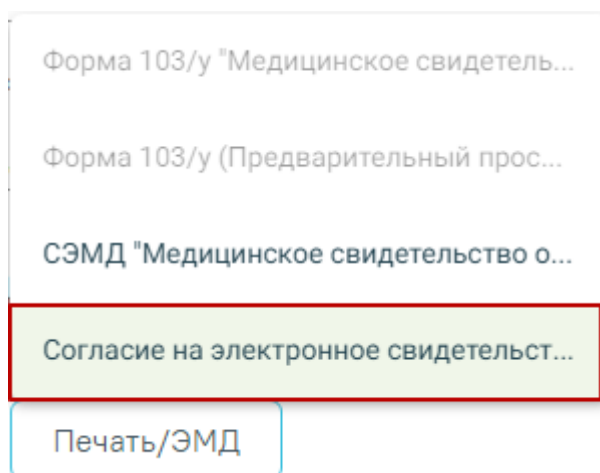 Форма 103/у "Медицинское свидетель...
Форма 103/у (Предварительный прос...
СЭМД "Медицинское свидетельство о...
Согласие на электронное свидетельст...
Печать/ЭМД